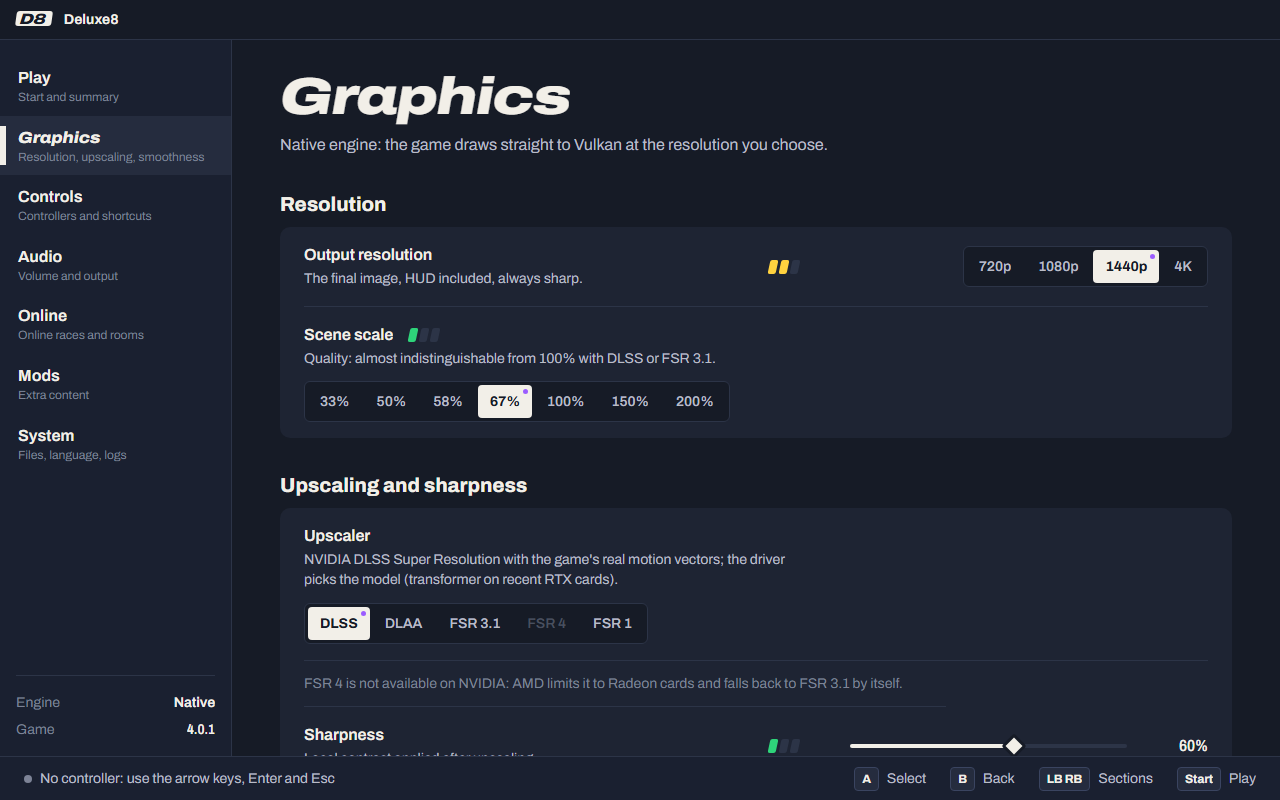 D8 Deluxe8
Play
Start and summary
Graphics
Resolution, upscaling, smoothness
Controls
Controllers and shortcuts
Audio
Volume and output
Online
Online races and rooms
Mods
Extra content
System
Files, language, logs
Engine Native
Game 4.0.1
Graphics
Native engine: the game draws straight to Vulkan at the resolution you choose.
Resolution
Output resolution
The final image, HUD included, always sharp.
720p 1080p 1440p 4K
Scene scale
Quality: almost indistinguishable from 100% with DLSS or FSR 3.1.
33% 50% 58% 67% 100% 150% 200%
Upscaling and sharpness
Upscaler
NVIDIA DLSS Super Resolution with the game's real motion vectors; the driver
picks the model (transformer on recent RTX cards).
DLSS DLAA FSR 3.1 FSR 4 FSR 1
FSR 4 is not available on NVIDIA: AMD limits it to Radeon cards and falls back to FSR 3.1 by itself.
Sharpness
60%
Local contrast applied after upscaling.
No controller: use the arrow keys, Enter and Esc
A Select B Back LB RB Sections Start Play